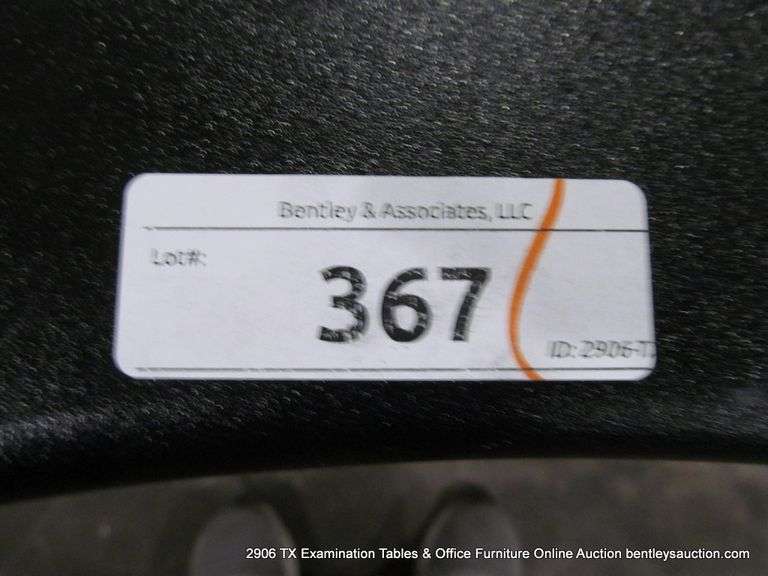 Bentley & Associates, LLC
Lot#:
367
ID: 2906-T
2906 TX Examination Tables & Office Furniture Online Auction bentleysauction.com